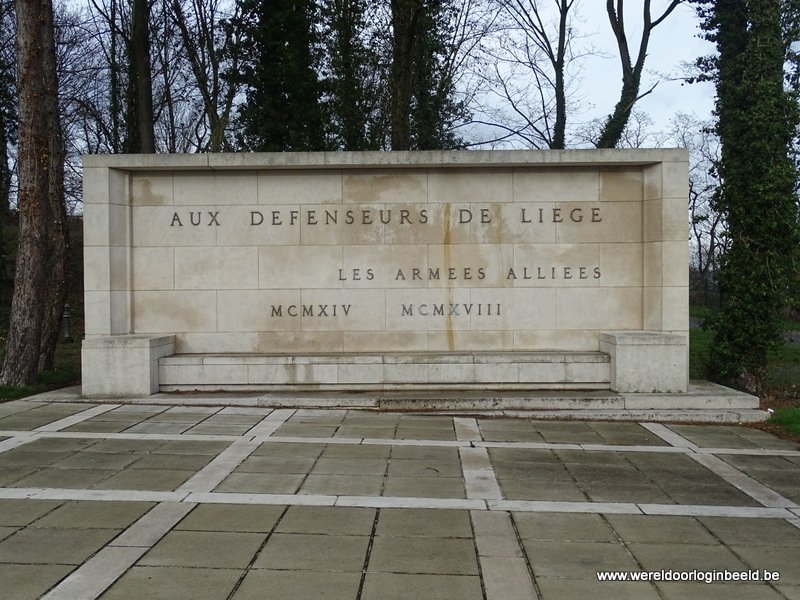 AUX DEFENSEURS DE LIEGE
LES ARMEES ALLIEES
MCMXIV MCMXVIII
www.wereldoorloginbeeld.be